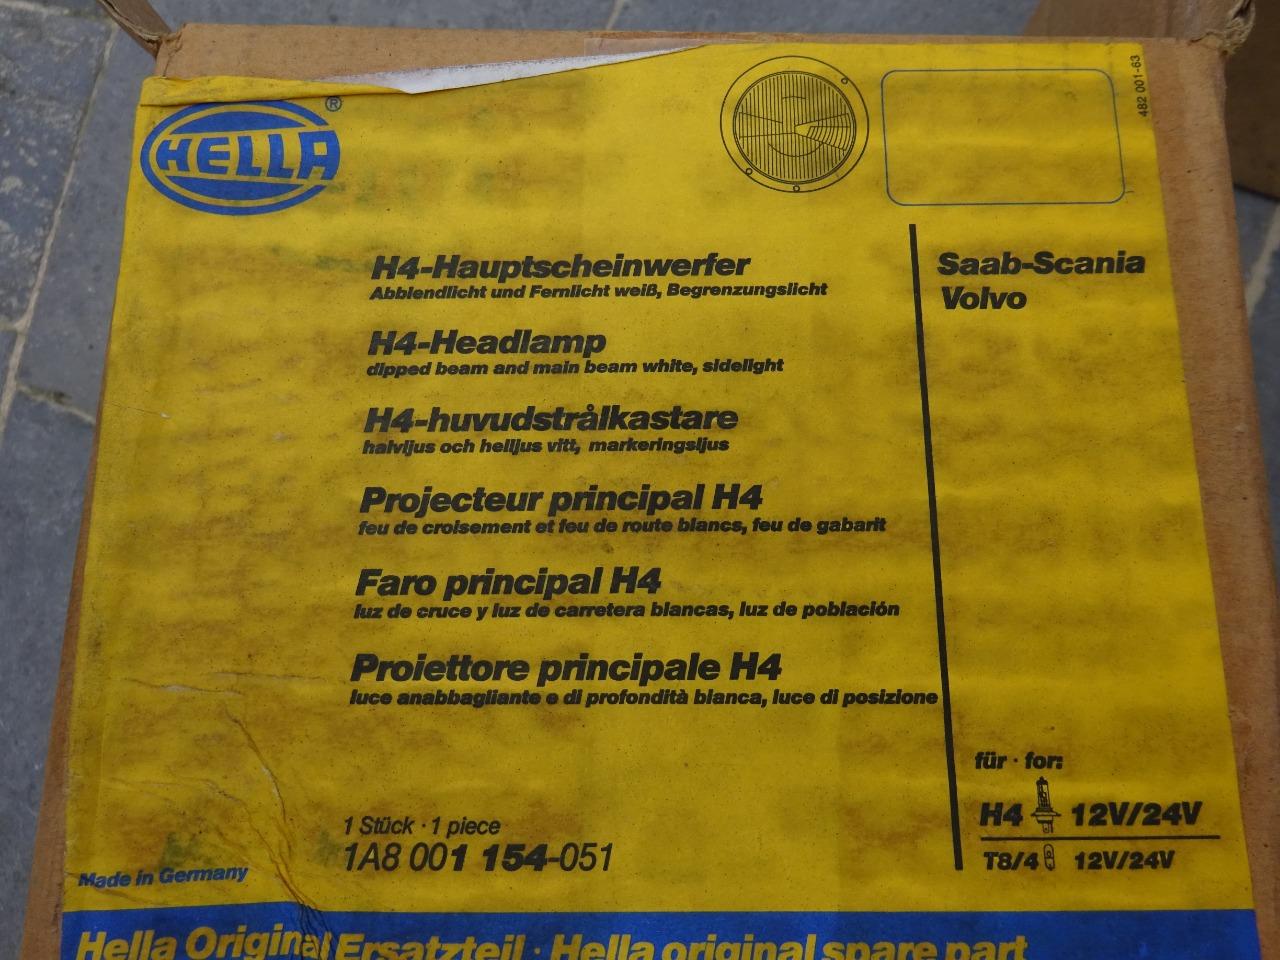 HELLA ®
482 001-63
H4-Hauptscheinwerfer
Abblendlicht und Fernlicht weiß, Begrenzungslicht
H4-Headlamp
dipped beam and main beam white, sidelight
H4-huvudstrålkastare
halvljus och helljus vitt, markeringsljus
Projecteur principal H4
feu de croisement et feu de route blancs, feu de gabarit
Faro principal H4
luz de cruce y luz de carretera blancas, luz de población
Proiettore principale H4
luce anabbagliante e di profondità bianca, luce di posizione
Saab-Scania
Volvo
für · for:
H4 12V/24V
T8/4 12V/24V
1 Stück · 1 piece
1A8 001 154-051
Made in Germany
Hella Original Ersatzteil · Hella original spare part